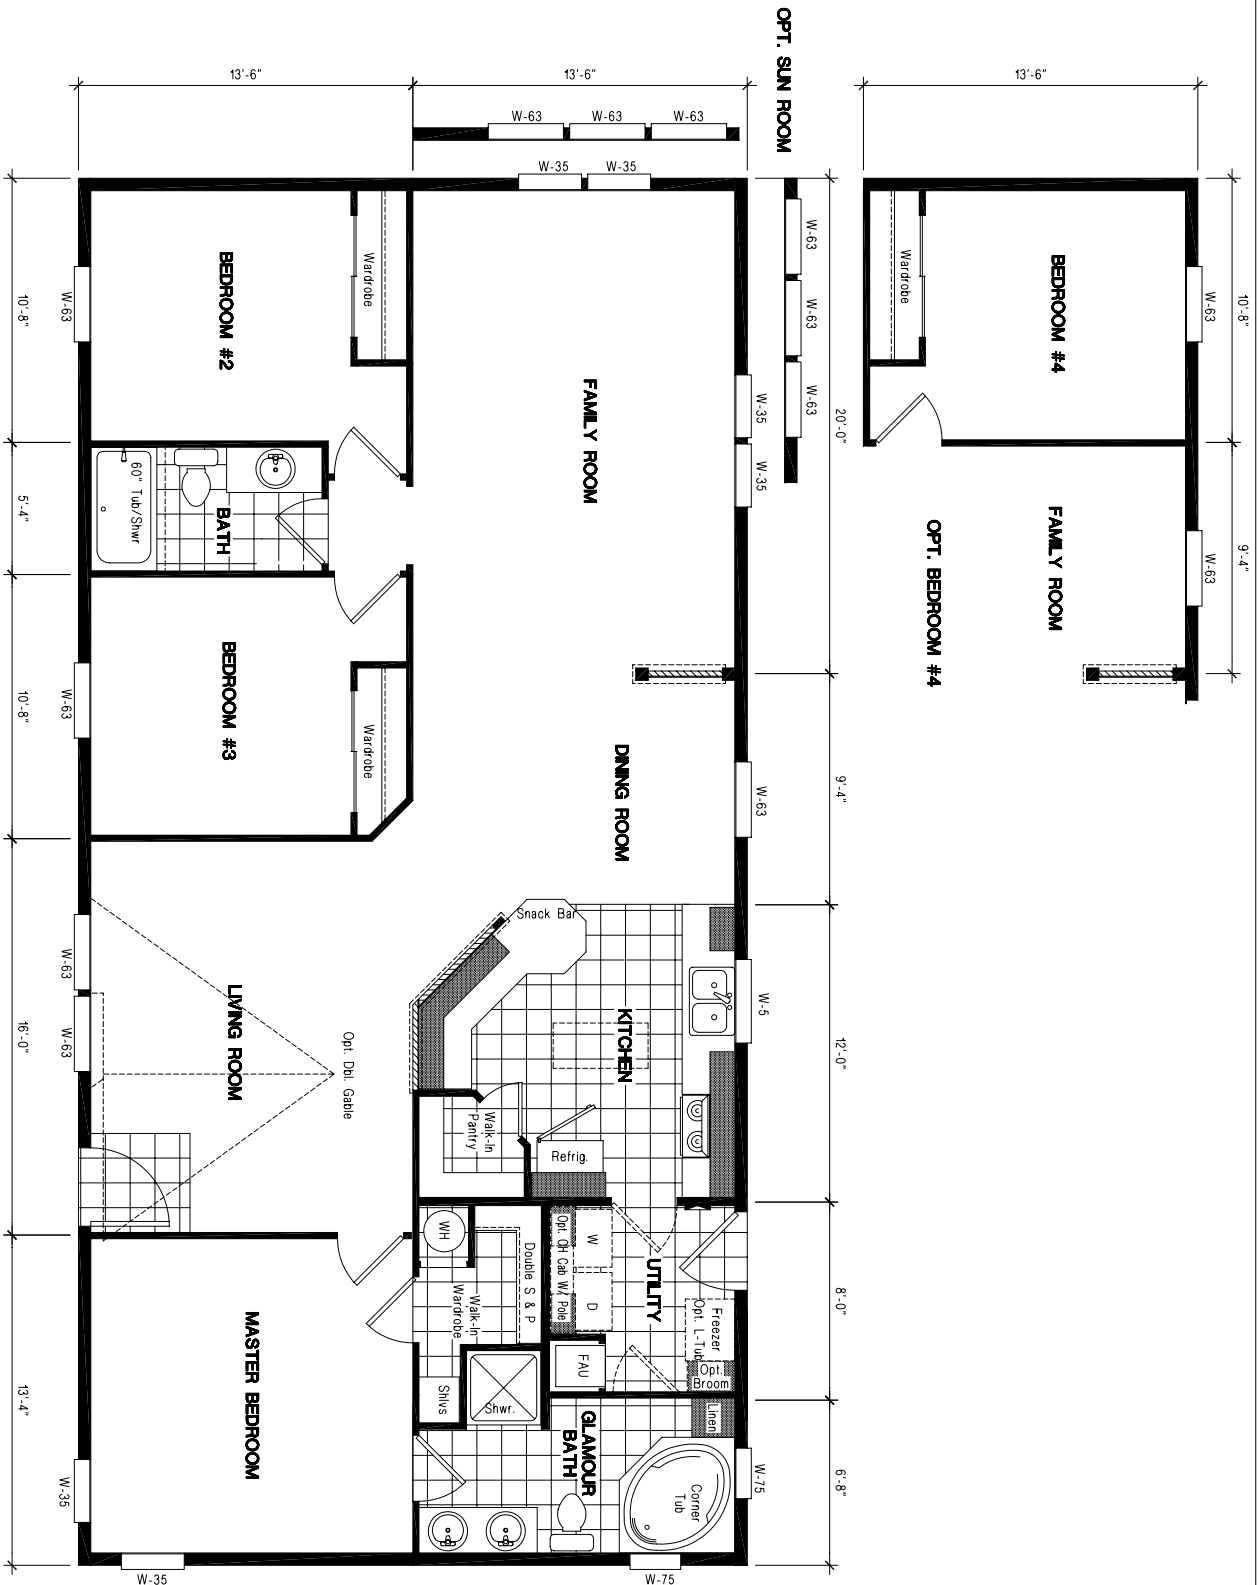 OPT. SUN ROOM
13'-6"
13'-6"
13'-6"
W-63
W-63
W-63
W-35
W-35
W-63
W-63
W-63
20'-0"
W-35
W-35
9'-4"
W-63
12'-0"
W-5
8'-0"
6'-8"
W-75
W-75
10'-8"
W-63
BEDROOM #4
Wardrobe
9'-4"
W-63
FAMILY ROOM
OPT. BEDROOM #4
FAMILY ROOM
DINING ROOM
Snack Bar
KITCHEN
Walk-In
Pantry
Refrig.
UTILITY
W
D
Opt. OH Cab W/ Pole
Freezer
Opt. L-Tub
Opt.
Broom
FAU
Linen
GLAMOUR
BATH
Corner
Tub
Shwr.
Shlvs
WH
Double S & P
Walk-In
Wardrobe
BEDROOM #2
Wardrobe
BATH
60" Tub/Shwr
BEDROOM #3
Wardrobe
LIVING ROOM
Opt. Dbl. Gable
MASTER BEDROOM
W-63
W-63
W-63
W-63
W-35
W-35
10'-8"
5'-4"
10'-8"
16'-0"
13'-4"